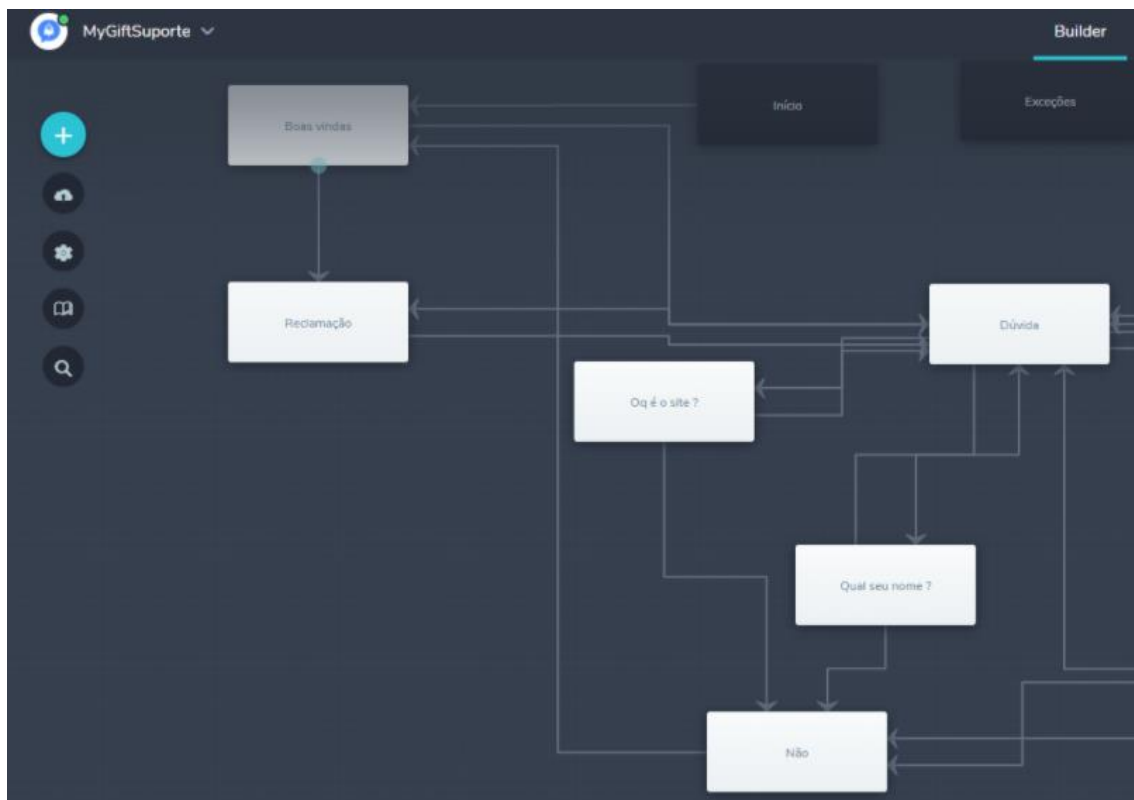 MyGiftSuporte
Builder
Boas vindas
Início
Exceções
Reclamação
Dúvida
Oq é o site ?
Qual seu nome ?
Não